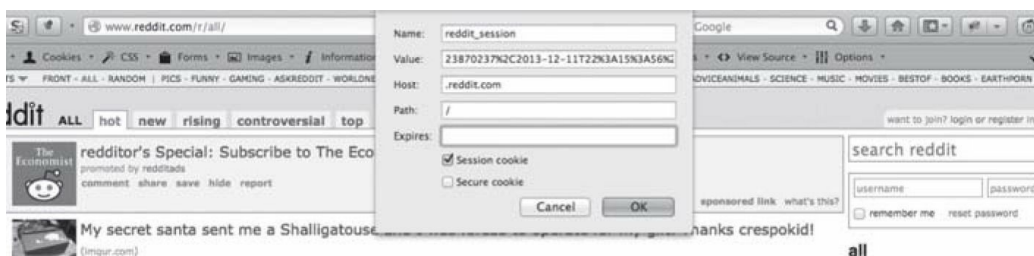 www.reddit.com/r/all/
Google
Cookies CSS Forms Images Information
View Source Options
FRONT - ALL - RANDOM | PICS - FUNNY - GAMING - ASKREDDIT -
SCIENCE - MUSIC - MOVIES - BESTOF - BOOKS - EARTHPORN
Name: reddit_session
Value: 23870237%2C2013-12-11T22%3A15%3A56%2
Host: .reddit.com
Path: /
Expires:
Session cookie
Secure cookie
Cancel OK
ALL hot new rising controversial top
want to join? login or register
The Economist
redditor's Special: Subscribe to The
promoted by redditads
comment share save hide report
sponsored link what's this?
search reddit
username password
remember me reset password
My secret santa sent me a Shalligatouse
hanks crespokid!
(imgur.com)
all